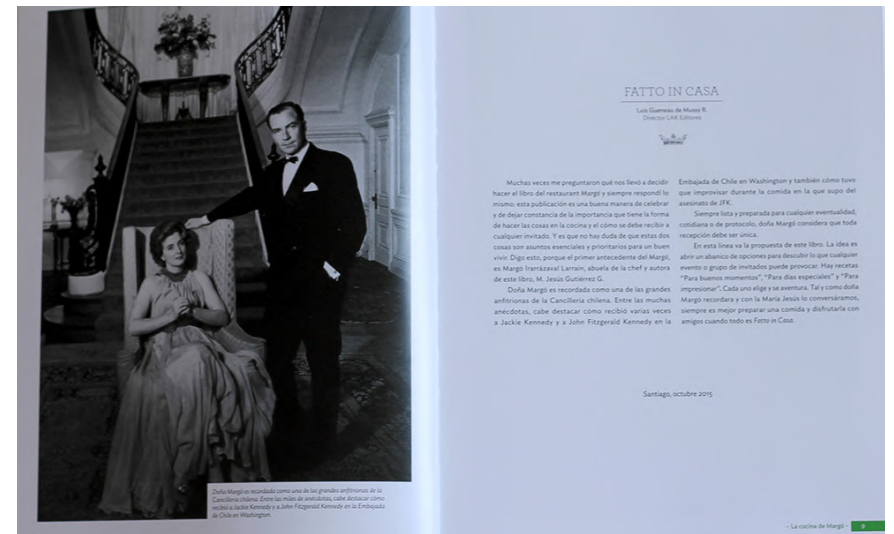 Doña Margó es recordada como una de las grandes anfitrionas de la
Cancillería chilena. Entre las miles de anécdotas, cabe destacar cómo
recibió a Jackie Kennedy y a John Fitzgerald Kennedy en la Embajada
de Chile en Washington.
FATTO IN CASA
Luis Gueneau de Mussy R.
Director LAK Editores
Muchas veces me preguntaron qué nos llevó a decidir
hacer el libro del restaurant Margó y siempre respondí lo
mismo: esta publicación es una buena manera de celebrar
y de dejar constancia de la importancia que tiene la forma
de hacer las cosas en la cocina y el cómo se debe recibir a
cualquier invitado. Y es que no hay duda de que estas dos
cosas son asuntos esenciales y prioritarios para un buen
vivir. Digo esto, porque el primer antecedente del Margó,
es Margó Irarrázaval Larrain, abuela de la chef y autora
de este libro, M. Jesús Gutiérrez G.
Doña Margó es recordada como una de las grandes
anfitrionas de la Cancillería chilena. Entre las muchas
anécdotas, cabe destacar cómo recibió varias veces
a Jackie Kennedy y a John Fitzgerald Kennedy en la
Embajada de Chile en Washington y también cómo tuvo
que improvisar durante la comida en la que supo del
asesinato de JFK.
Siempre lista y preparada para cualquier eventualidad,
cotidiana o de protocolo, doña Margó considera que toda
recepción debe ser única.
En esta línea va la propuesta de este libro. La idea es
abrir un abanico de opciones para descubrir lo que cualquier
evento o grupo de invitados puede provocar. Hay recetas
"Para buenos momentos", "Para días especiales" y "Para
impresionar". Cada uno elige y se aventura. Tal y como doña
Margó recordara y con la María Jesús lo conversáramos,
siempre es mejor preparar una comida y disfrutarla con
amigos cuando todo es Fatto in Casa.
Santiago, octubre 2015
- La cocina de Margó - 9